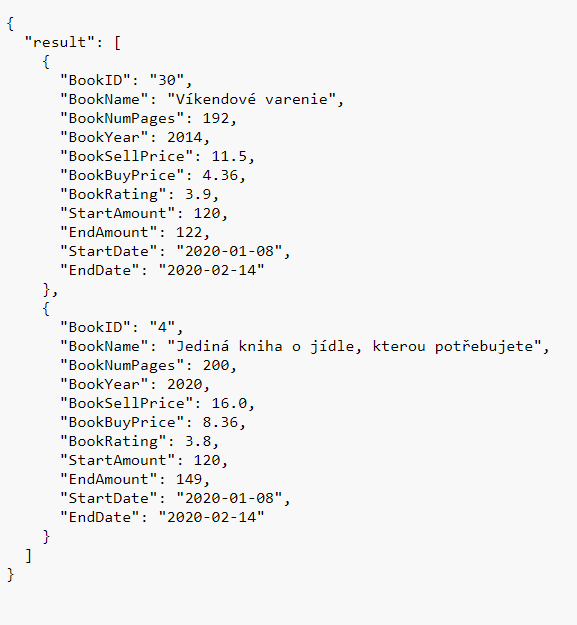 {
  "result": [
    {
      "BookID": "30",
      "BookName": "Víkendové varenie",
      "BookNumPages": 192,
      "BookYear": 2014,
      "BookSellPrice": 11.5,
      "BookBuyPrice": 4.36,
      "BookRating": 3.9,
      "StartAmount": 120,
      "EndAmount": 122,
      "StartDate": "2020-01-08",
      "EndDate": "2020-02-14"
    },
    {
      "BookID": "4",
      "BookName": "Jediná kniha o jídle, kterou potřebujete",
      "BookNumPages": 200,
      "BookYear": 2020,
      "BookSellPrice": 16.0,
      "BookBuyPrice": 8.36,
      "BookRating": 3.8,
      "StartAmount": 120,
      "EndAmount": 149,
      "StartDate": "2020-01-08",
      "EndDate": "2020-02-14"
    }
  ]
}